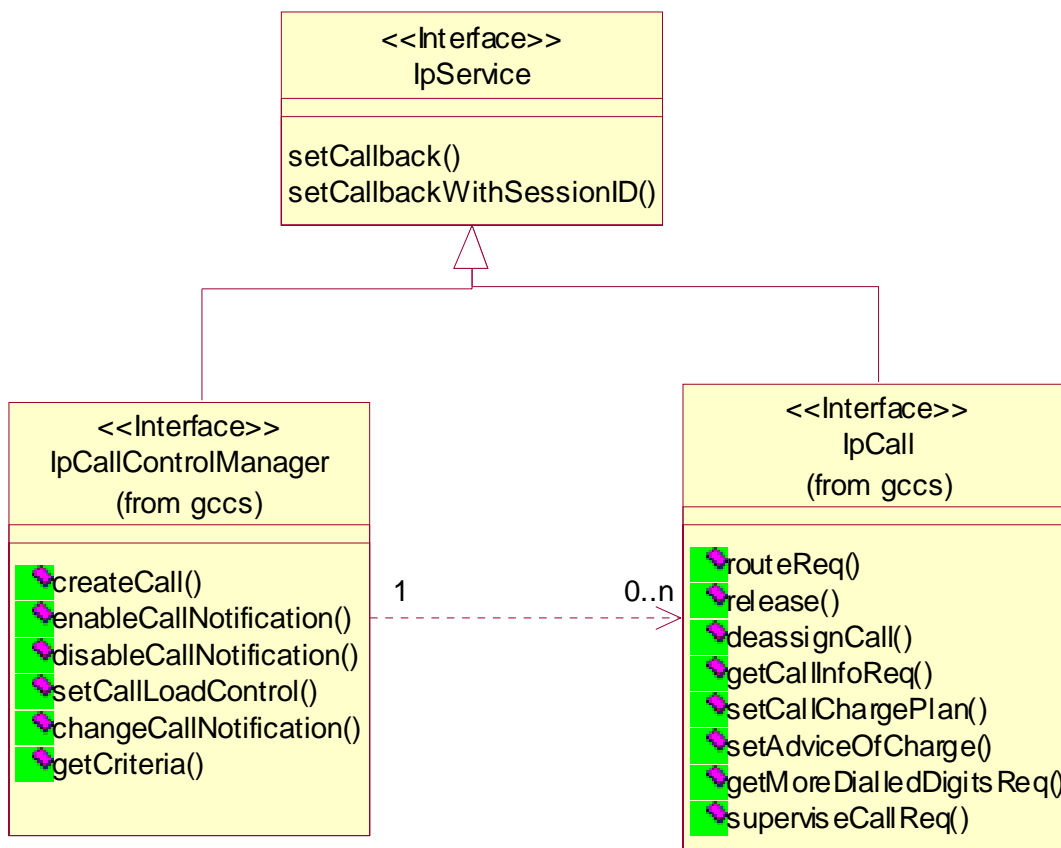 <<Interface>>
IpService
setCallback()
setCallbackWithSessionID()
<<Interface>>
IpCallControlManager
(from gccs)
createCall()
enableCallNotification()
disableCallNotification()
setCallLoadControl()
changeCallNotification()
getCriteria()
1
0..n
<<Interface>>
IpCall
(from gccs)
routeReq()
release()
deassignCall()
getCallInfoReq()
setCallChargePlan()
setAdviceOfCharge()
getMoreDialledDigitsReq()
superviseCallReq()